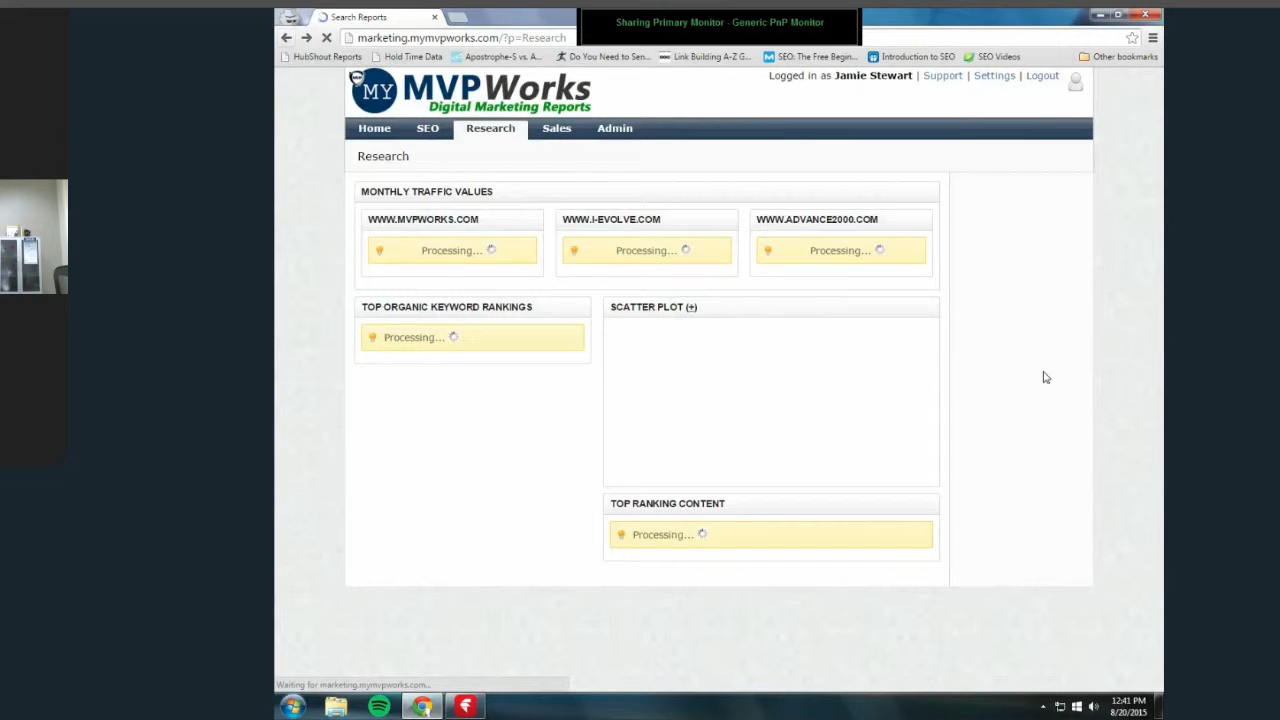 Search Reports
Sharing Primary Monitor - Generic PnP Monitor
marketing.mymvpworks.com/?p=Research
HubShout Reports
Hold Time Data
Apostrophe-S vs. A...
Do You Need to Sen...
Link Building A-Z G...
SEO: The Free Begin...
Introduction to SEO
SEO Videos
Other bookmarks
MY MVPWorks
Digital Marketing Reports
Logged in as Jamie Stewart | Support | Settings | Logout
Home SEO Research Sales Admin
Research
MONTHLY TRAFFIC VALUES
WWW.MVPWORKS.COM WWW.I-EVOLVE.COM WWW.ADVANCE2000.COM
Processing... Processing... Processing...
TOP ORGANIC KEYWORD RANKINGS
Processing...
SCATTER PLOT (+)
TOP RANKING CONTENT
Processing...
Waiting for marketing.mymvpworks.com...
12:41 PM
8/20/2015